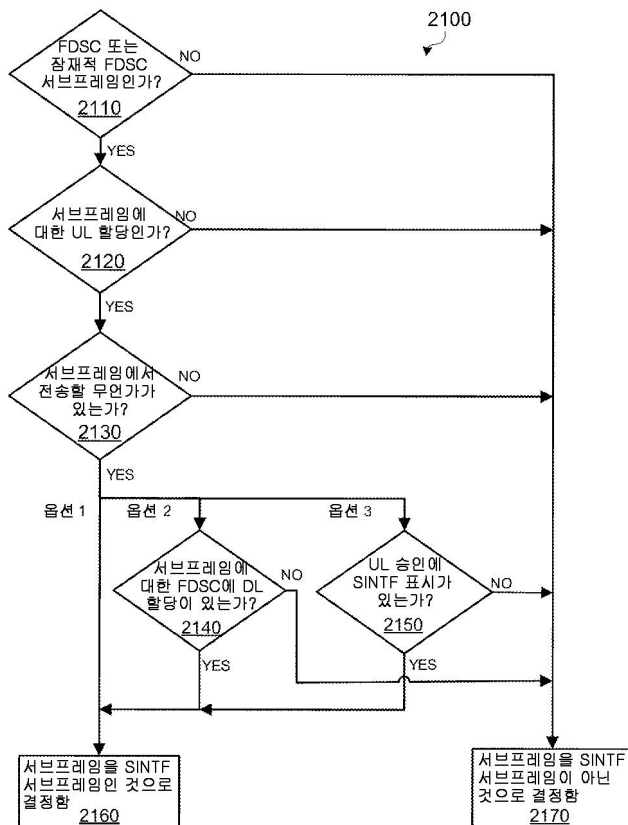 2100
FDSC 또는
잠재적 FDSC
서브프레임인가?
2110
NO
YES
서브프레임에
대한 UL 할당인가?
2120
NO
YES
서브프레임에서
전송할 무언가가
있는가?
2130
NO
YES
옵션 1
옵션 2
옵션 3
서브프레임에
대한 FDSC에 DL
할당이 있는가?
2140
NO
YES
UL 승인에
SINTF 표시가
있는가?
2150
NO
YES
서브프레임을 SINTF
서브프레임인 것으로
결정함
2160
서브프레임을 SINTF
서브프레임이 아닌
것으로 결정함
2170